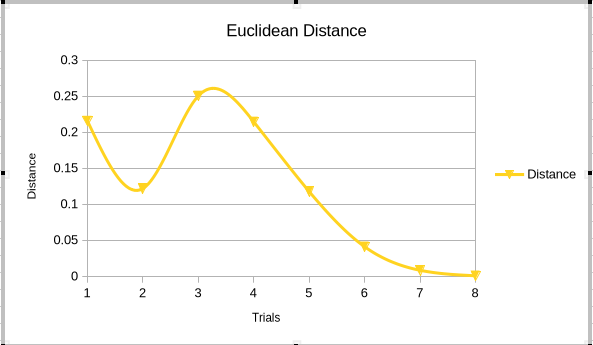 Euclidean Distance
0.3
0.25
0.2
0.15
0.1
0.05
0
Distance
1 2 3 4 5 6 7 8
Trials
Distance